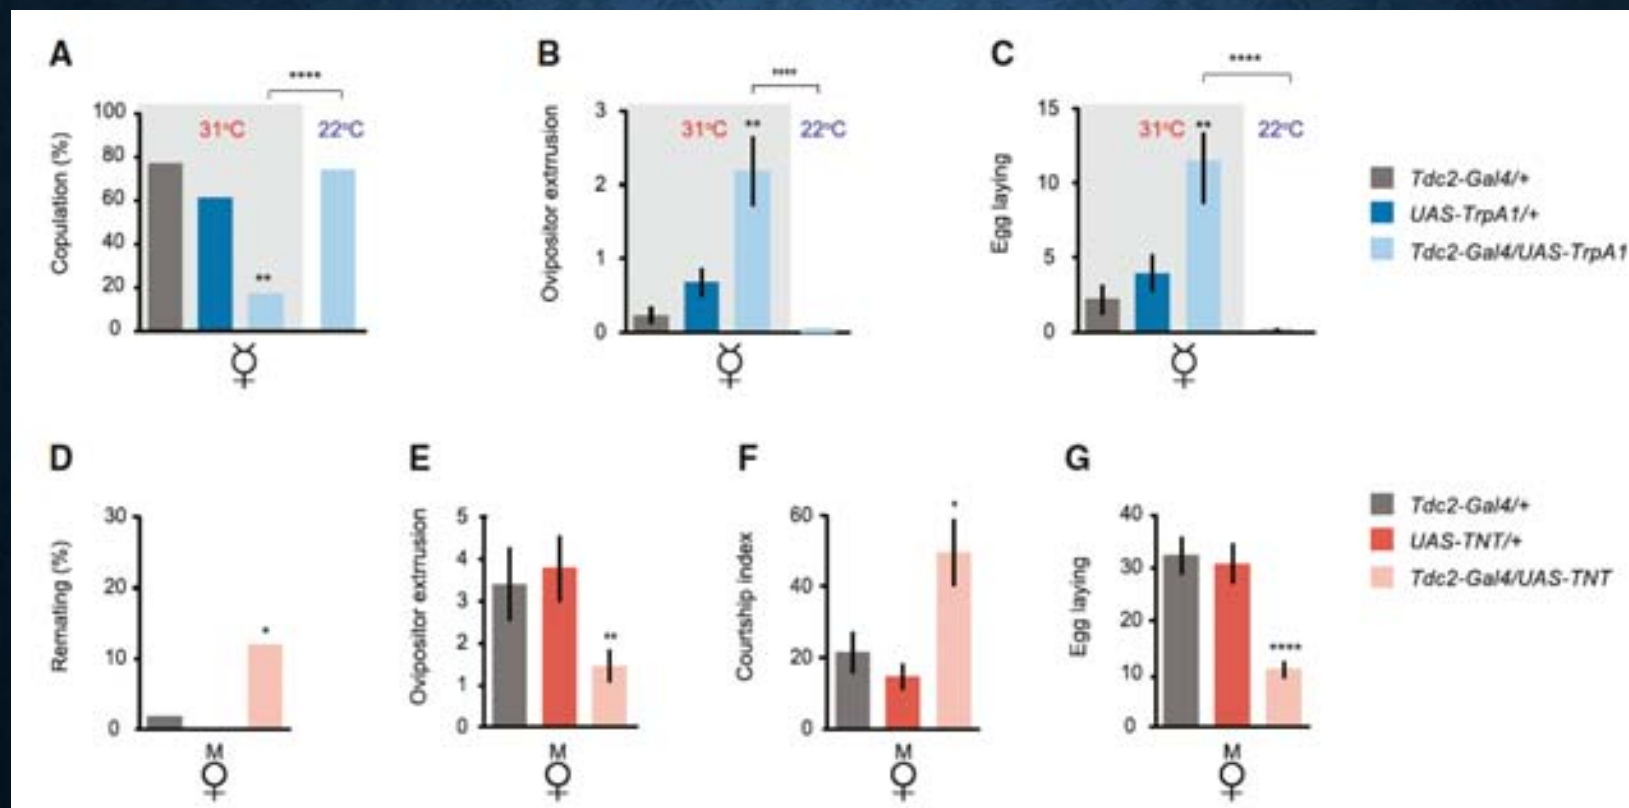 A
Copulation (%)
100
80
60
40
20
0
31°C
22°C
**
****
B
Ovipositor extrrusion
3
2
1
0
31°C
**
22°C
****
C
Egg laying
15
10
5
0
31°C
**
22°C
****
Tdc2-Gal4/+
UAS-TrpA1/+
Tdc2-Gal4/UAS-TrpA1
D
Remating (%)
30
20
10
0
*
M
E
Ovipositor extrrusion
5
4
3
2
1
0
**
M
F
Courtship index
60
40
20
0
*
M
G
Egg laying
40
30
20
10
0
****
M
Tdc2-Gal4/+
UAS-TNT/+
Tdc2-Gal4/UAS-TNT